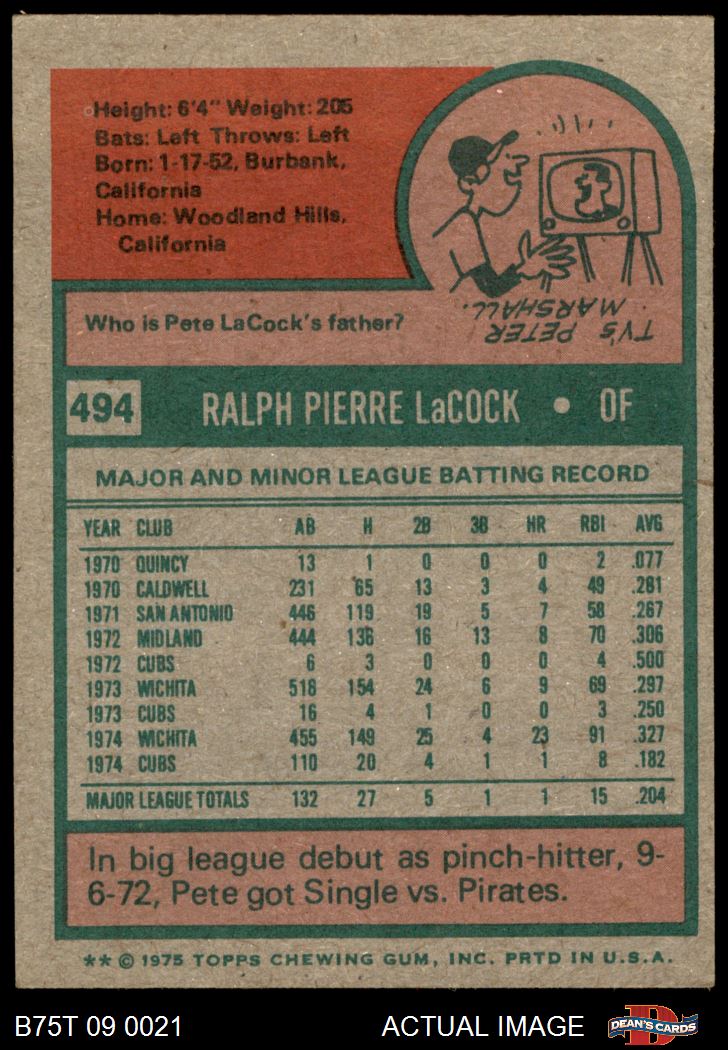 Height: 6'4" Weight: 205
Bats: Left Throws: Left
Born: 1-17-52, Burbank,
California
Home: Woodland Hills,
California
Who is Pete LaCock's father?
TV's PETER
MARSHALL.
494 RALPH PIERRE LaCOCK • OF
MAJOR AND MINOR LEAGUE BATTING RECORD
YEAR CLUB AB H 2B 3B HR RBI AVG
1970 QUINCY 13 1 0 0 0 2 .077
1970 CALDWELL 231 65 13 3 4 49 .281
1971 SAN ANTONIO 446 119 19 5 7 58 .267
1972 MIDLAND 444 136 16 13 8 70 .306
1972 CUBS 6 3 0 0 0 4 .500
1973 WICHITA 518 154 24 6 9 69 .297
1973 CUBS 16 4 1 0 0 3 .250
1974 WICHITA 455 149 25 4 23 91 .327
1974 CUBS 110 20 4 1 1 8 .182
MAJOR LEAGUE TOTALS 132 27 5 1 1 15 .204
In big league debut as pinch-hitter, 9-
6-72, Pete got Single vs. Pirates.
** © 1975 TOPPS CHEWING GUM, INC. PRTD IN U.S.A.
B75T 09 0021 ACTUAL IMAGE D DEAN'S CARDS